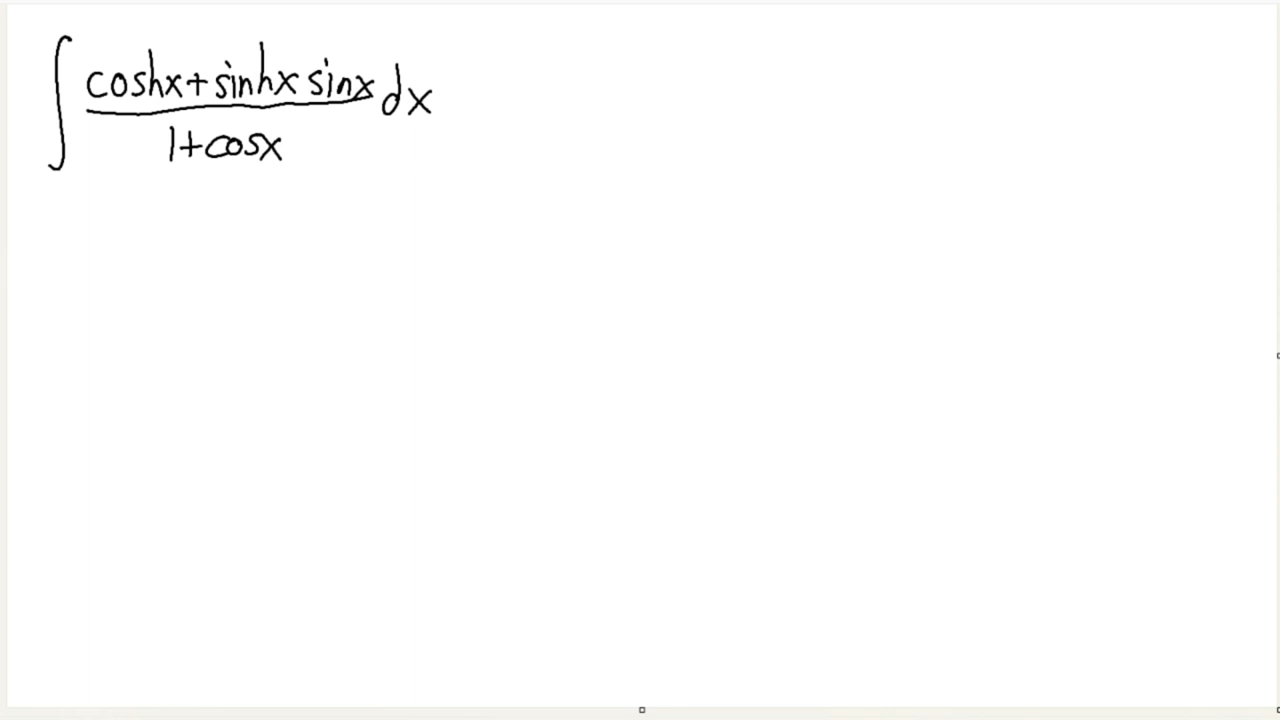 ∫ coshx+sinhx sinx dx
1+cosx